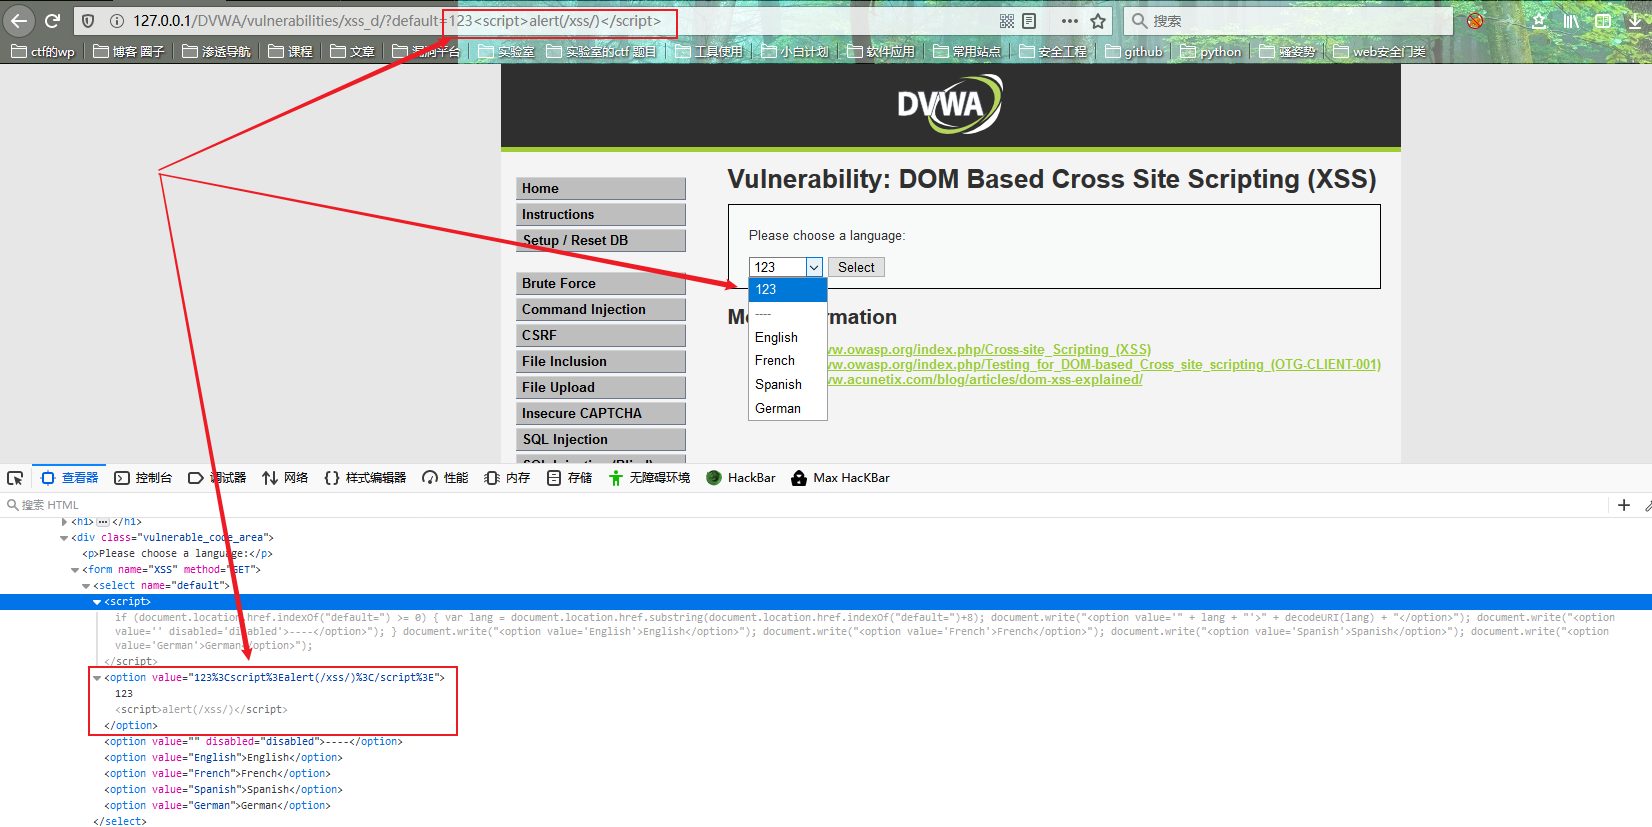 127.0.0.1/DVWA/vulnerabilities/xss_d/?default=123<script>alert(/xss/)</script>
搜索
ctf的wp 博客 圈子 渗透导航 课程 文章 漏洞平台 实验室 实验室的ctf 题目 工具使用 小白计划 软件应用 常用站点 安全工程 github python 骚姿势 web安全门类
DVWA
Vulnerability: DOM Based Cross Site Scripting (XSS)
Home
Instructions
Setup / Reset DB
Brute Force
Command Injection
CSRF
File Inclusion
File Upload
Insecure CAPTCHA
SQL Injection
SQL Injection (Blind)
Please choose a language:
123 Select
123
----
English
French
Spanish
German
rmation
w.owasp.org/index.php/Cross-site_Scripting_(XSS)
w.owasp.org/index.php/Testing_for_DOM-based_Cross_site_scripting_(OTG-CLIENT-001)
w.acunetix.com/blog/articles/dom-xss-explained/
查看器 控制台 调试器 网络 {} 样式编辑器 性能 内存 存储 无障碍环境 HackBar Max HacKBar
搜索 HTML
<h1> ••• </h1>
<div class="vulnerable_code_area">
<p>Please choose a language:</p>
<form name="XSS" method="GET">
<select name="default">
<script>
if (document.location.href.indexOf("default=") >= 0) { var lang = document.location.href.substring(document.location.href.indexOf("default=")+8); document.write("<option value='" + lang + "'>" + decodeURI(lang) + "</option>"); document.write("<option
value='' disabled='disabled'>----</option>"); } document.write("<option value='English'>English</option>"); document.write("<option value='French'>French</option>"); document.write("<option value='Spanish'>Spanish</option>"); document.write("<option
value='German'>German</option>");
</script>
<option value="123%3Cscript%3Ealert(/xss/)%3C/script%3E">
123
<script>alert(/xss/)</script>
</option>
<option value="" disabled="disabled">----</option>
<option value="English">English</option>
<option value="French">French</option>
<option value="Spanish">Spanish</option>
<option value="German">German</option>
</select>